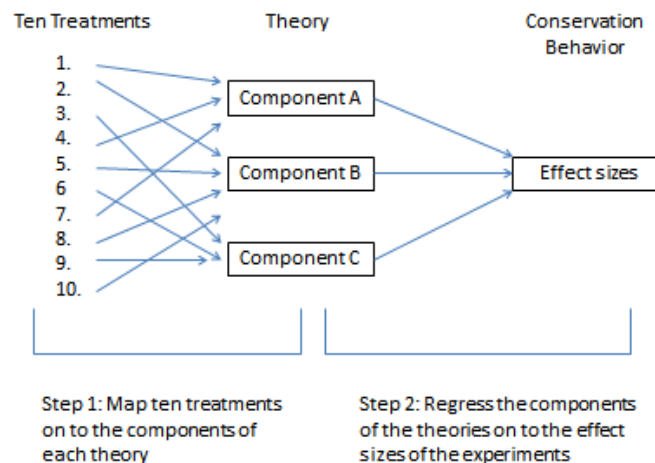 Ten Treatments
Theory
Conservation
Behavior
1.
2.
3.
4.
5.
6
7.
8.
9.
10.
Component A
Component B
Component C
Effect sizes
Step 1: Map ten treatments
on to the components of
each theory
Step 2: Regress the components
of the theories on to the effect
sizes of the experiments